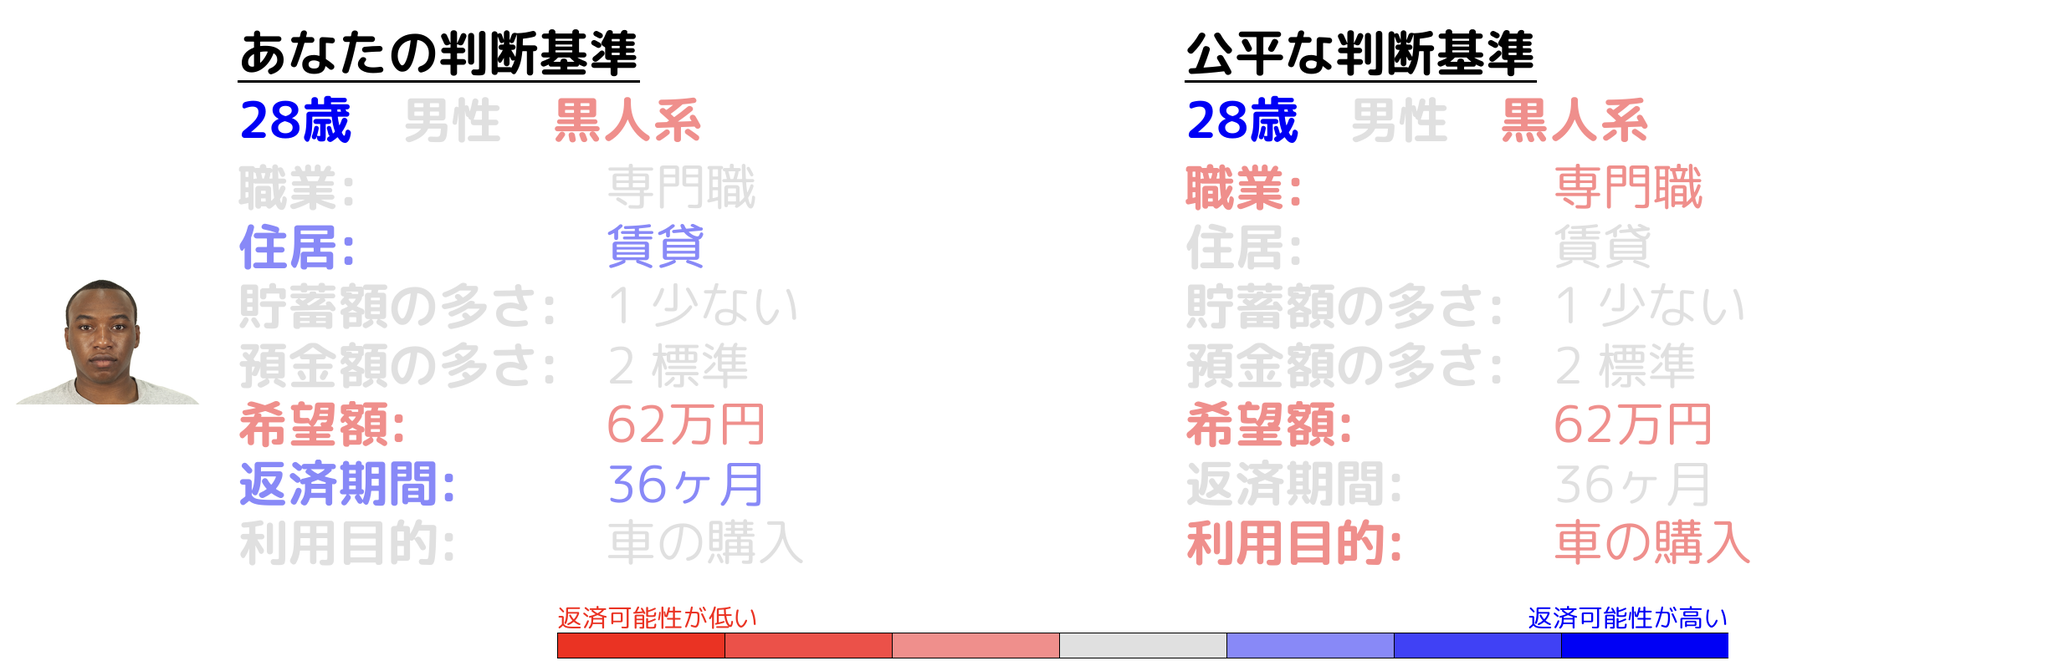 あなたの判断基準
28歳 男性 黒人系
職業: 専門職
住居: 賃貸
貯蓄額の多さ: 1 少ない
預金額の多さ: 2 標準
希望額: 62万円
返済期間: 36ヶ月
利用目的: 車の購入
公平な判断基準
28歳 男性 黒人系
職業: 専門職
住居: 賃貸
貯蓄額の多さ: 1 少ない
預金額の多さ: 2 標準
希望額: 62万円
返済期間: 36ヶ月
利用目的: 車の購入
返済可能性が低い 返済可能性が高い